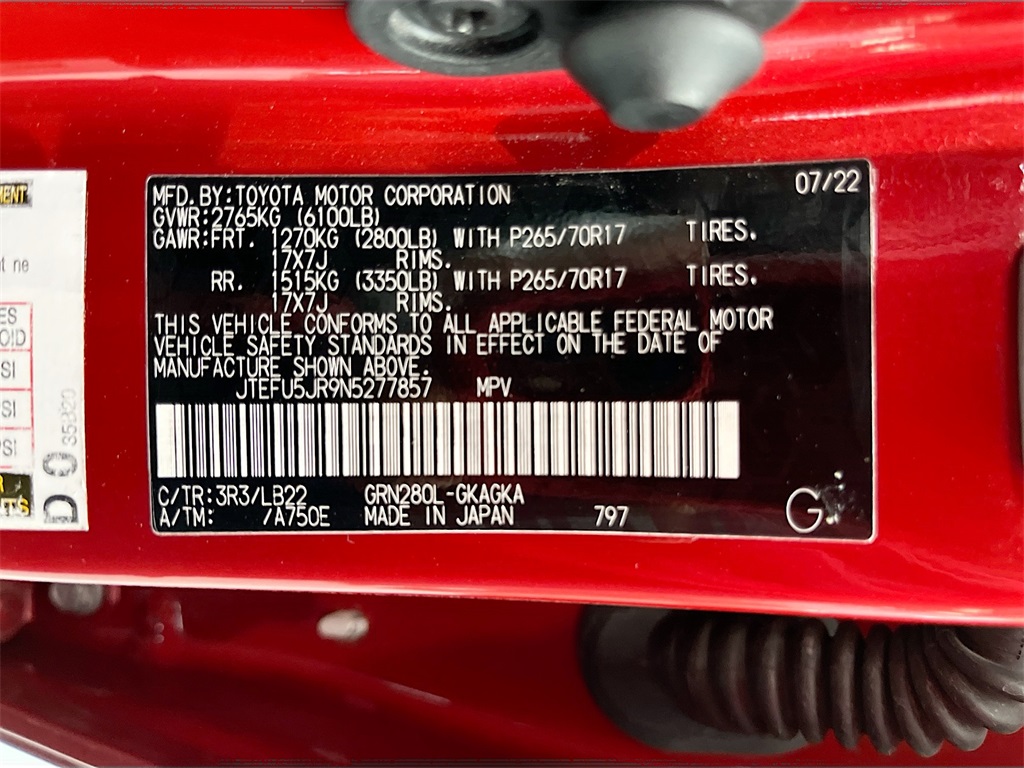 MFD.BY:TOYOTA MOTOR CORPORATION 07/22
GVWR:2765KG (6100LB)
GAWR:FRT. 1270KG (2800LB) WITH P265/70R17 TIRES.
17X7J RIMS.
RR. 1515KG (3350LB) WITH P265/70R17 TIRES.
17X7J RIMS.
THIS VEHICLE CONFORMS TO ALL APPLICABLE FEDERAL MOTOR
VEHICLE SAFETY STANDARDS IN EFFECT ON THE DATE OF
MANUFACTURE SHOWN ABOVE.
JTEFU5JR9N5277857 MPV
C/TR:3R3/LB22 GRN280L-GKAGKA
A/TM: /A750E MADE IN JAPAN 797
G
D0 35820